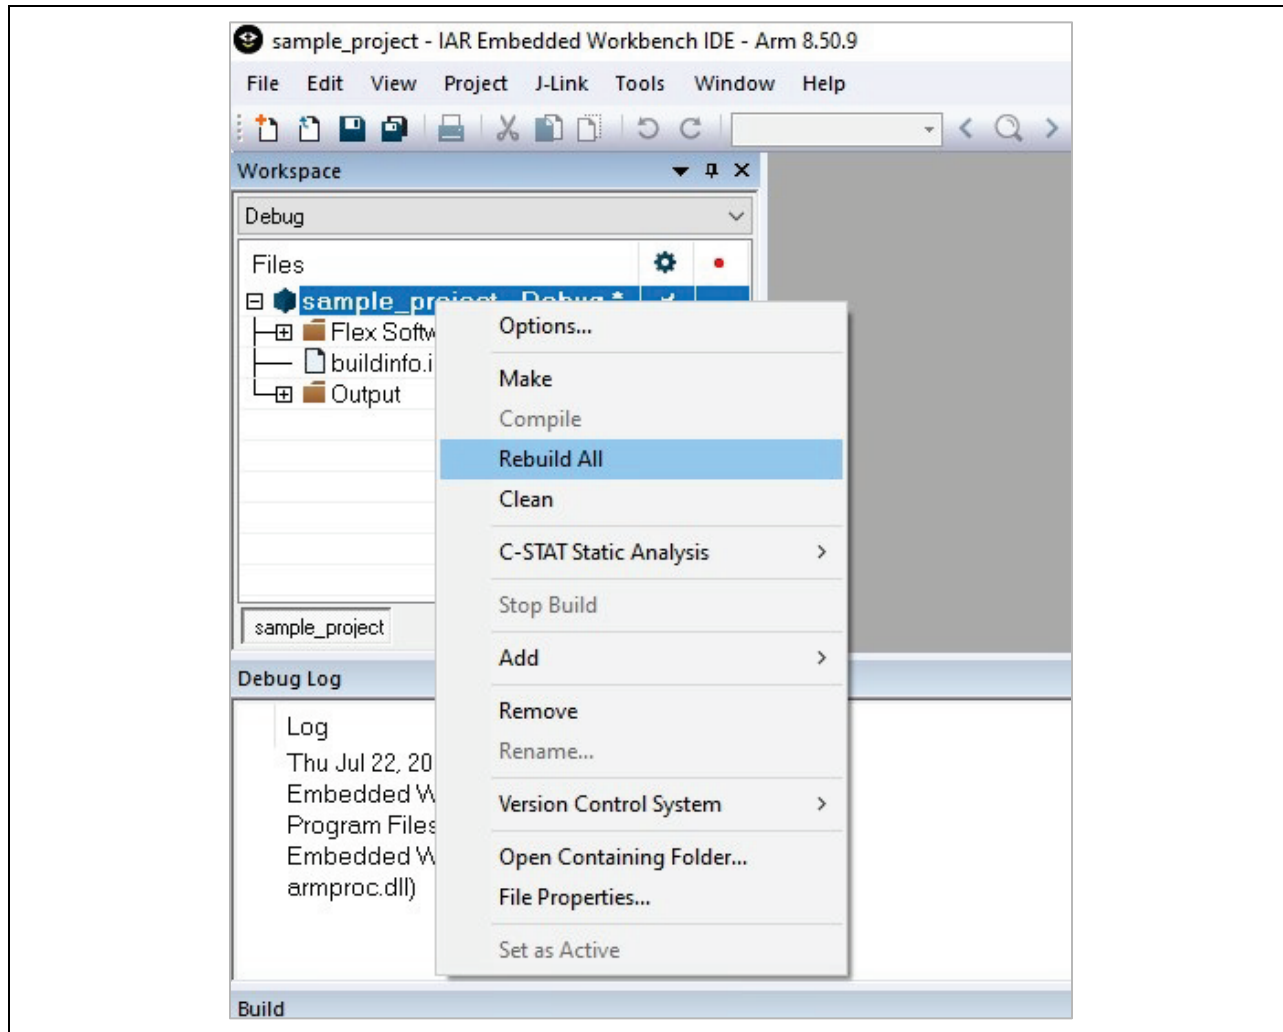 sample_project - IAR Embedded Workbench IDE - Arm 8.50.9
File Edit View Project J-Link Tools Window Help
Workspace
Debug
Files
sample_project - Debug *
Flex Softw
buildinfo.i
Output
Options...
Make
Compile
Rebuild All
Clean
C-STAT Static Analysis
Stop Build
Add
Remove
Rename...
Version Control System
Open Containing Folder...
File Properties...
Set as Active
sample_project
Debug Log
Log
Thu Jul 22, 20
Embedded W
Program Files
Embedded W
armproc.dll)
Build